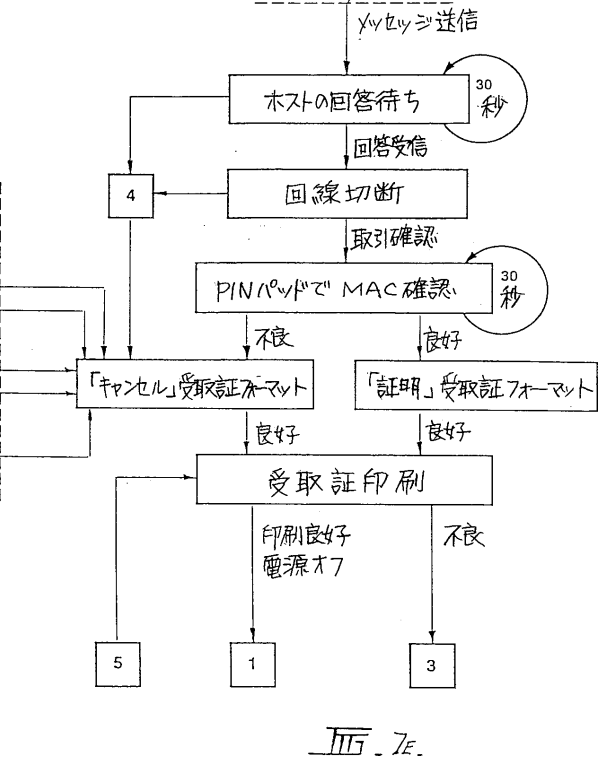 メッセージ送信
ホストの回答待ち
30
秒
回答受信
4
回線切断
取引確認
PINパッドで MAC確認
30
秒
不良
良好
「キャンセル」受取証フォーマット
「証明」受取証フォーマット
良好
良好
受取証印刷
印刷良好
電源オフ
不良
5
1
3
FIG. 7E.